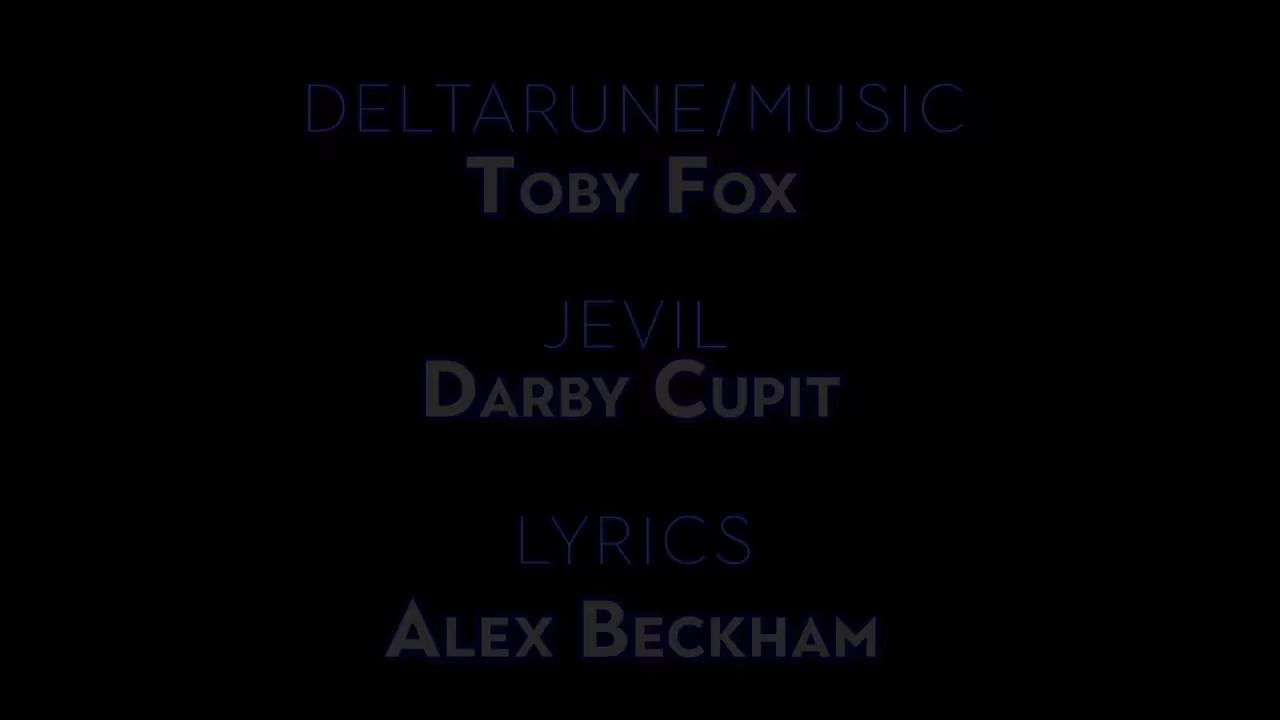 DELTARUNE/MUSIC
TOBY FOX
JEVIL
DARBY CUPIT
LYRICS
ALEX BECKHAM